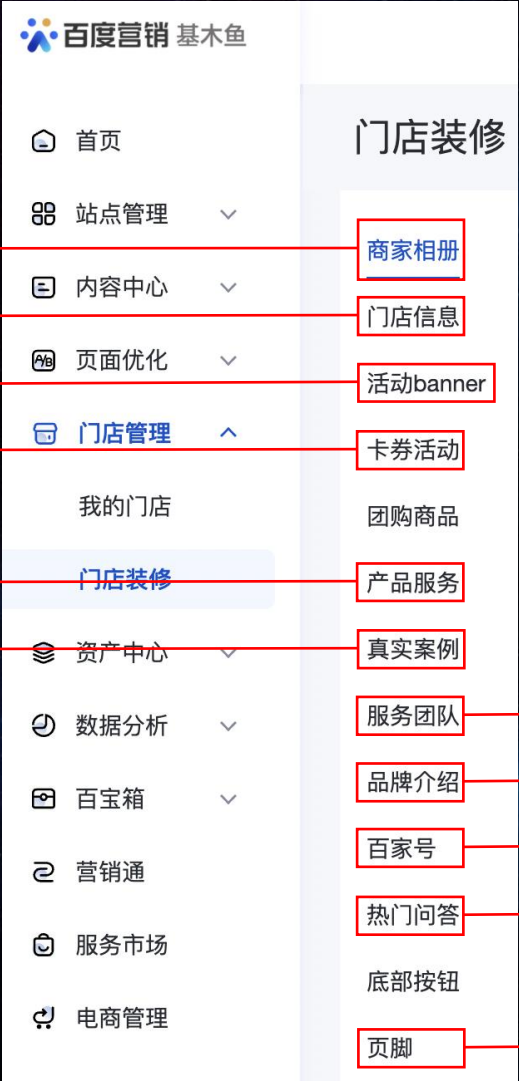 百度营销 基木鱼
首页
站点管理
内容中心
页面优化
门店管理
我的门店
门店装修
资产中心
数据分析
百宝箱
营销通
服务市场
电商管理
门店装修
商家相册
门店信息
活动banner
卡券活动
团购商品
产品服务
真实案例
服务团队
品牌介绍
百家号
热门问答
底部按钮
页脚